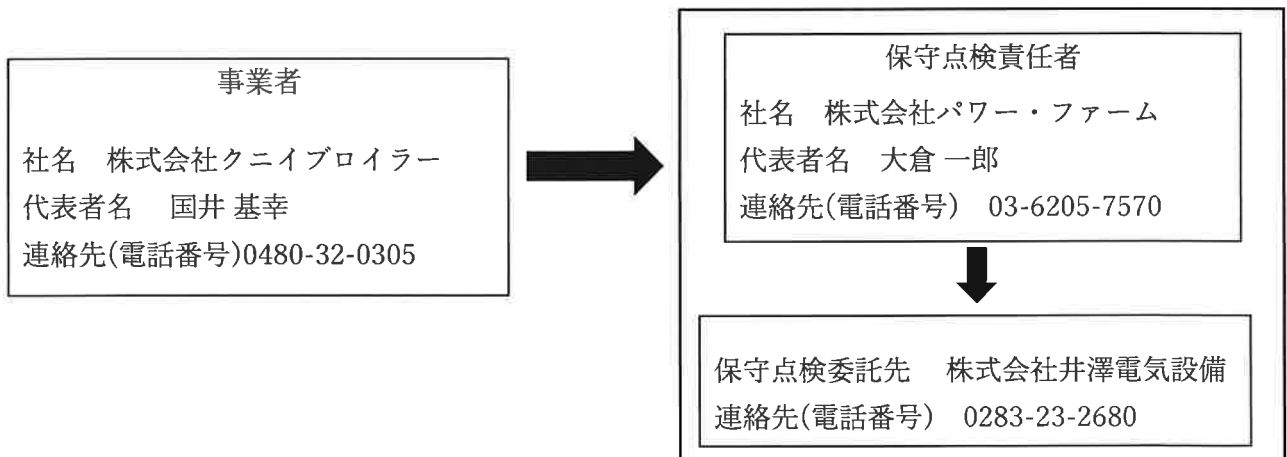 事業者
社名　株式会社クニイブロイラー
代表者名　国井 基幸
連絡先(電話番号)0480-32-0305
保守点検責任者
社名　株式会社パワー・ファーム
代表者名　大倉 一郎
連絡先(電話番号)　03-6205-7570
保守点検委託先　株式会社井澤電気設備
連絡先(電話番号)　0283-23-2680